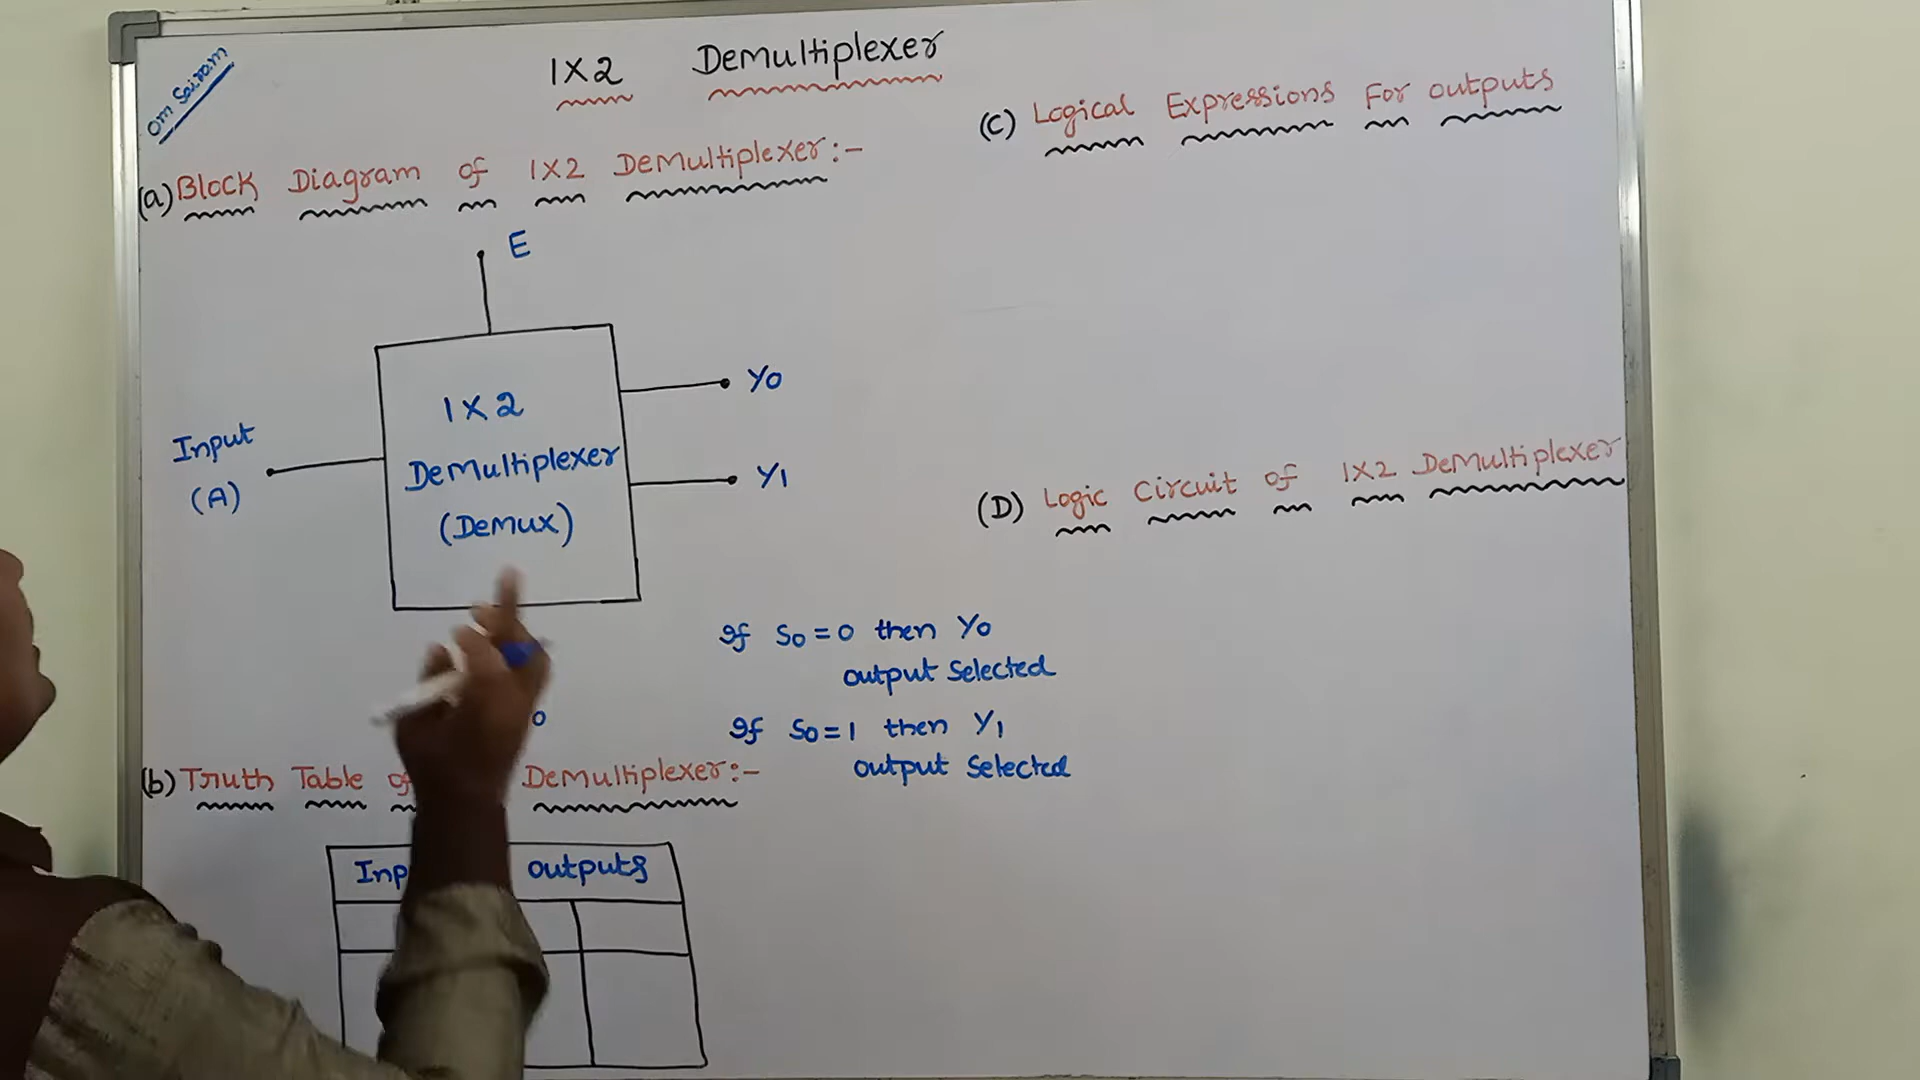 Om Sairam
1X2 Demultiplexer
(a) Block Diagram of 1X2 Demultiplexer:-
E
Input
(A)
1X2
Demultiplexer
(Demux)
Y0
Y1
If S0=0 then Y0
output Selected
If S0=1 then Y1
output Selected
(b) Truth Table of Demultiplexer:-
outputs
(C) Logical Expressions For outputs
(D) Logic Circuit of 1X2 Demultiplexer